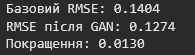 Базовий RMSE: 0.1404
RMSE після GAN: 0.1274
Покращення: 0.0130